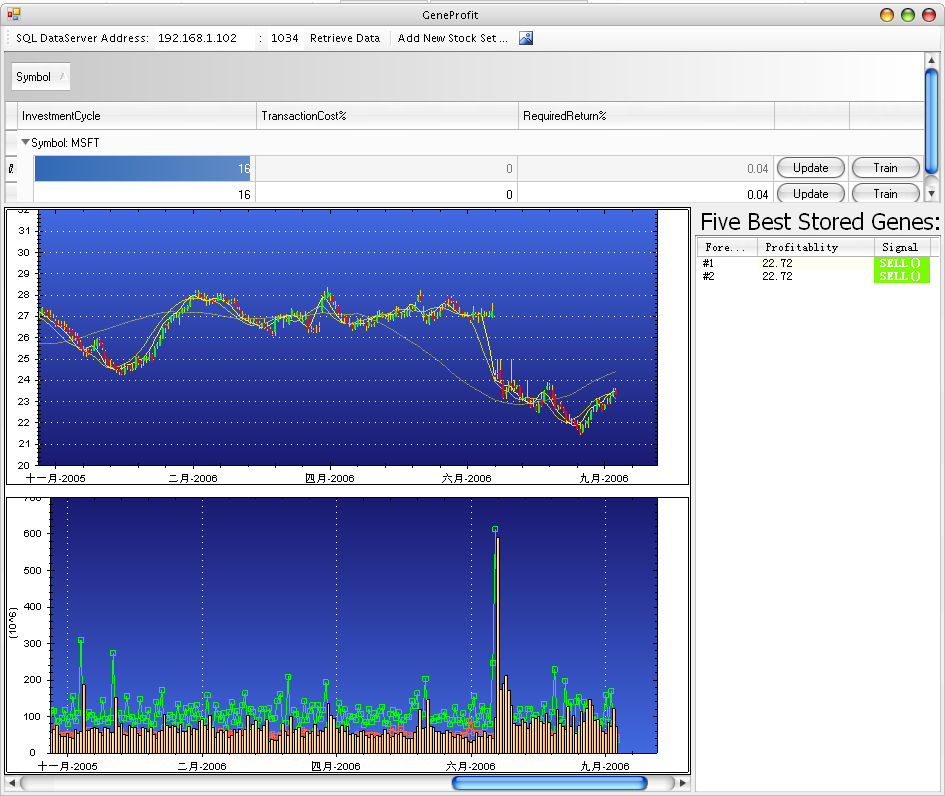 GeneProfit
SQL DataServer Address: 192.168.1.102 : 1034 Retrieve Data Add New Stock Set ...
Symbol
InvestmentCycle TransactionCost% RequiredReturn%
Symbol: MSFT
16 0 0.04 Update Train
16 0 0.04 Update Train
Five Best Stored Genes:
Fore... Profitablity Signal
#1 22.72 SELL()
#2 22.72 SELL()
32
31
30
29
28
27
26
25
24
23
22
21
20
十一月-2005 二月-2006 四月-2006 六月-2006 九月-2006
700
600
500
400
300
200
100
0
(10^6)
十一月-2005 二月-2006 四月-2006 六月-2006 九月-2006